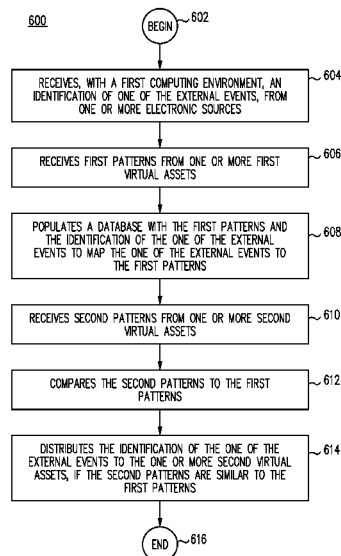 600
BEGIN
602
RECEIVES, WITH A FIRST COMPUTING ENVIRONMENT, AN
IDENTIFICATION OF ONE OF THE EXTERNAL EVENTS, FROM
ONE OR MORE ELECTRONIC SOURCES
604
RECEIVES FIRST PATTERNS FROM ONE OR MORE FIRST
VIRTUAL ASSETS
606
POPULATES A DATABASE WITH THE FIRST PATTERNS AND
THE IDENTIFICATION OF THE ONE OF THE EXTERNAL
EVENTS TO MAP THE ONE OF THE EXTERNAL EVENTS TO
THE FIRST PATTERNS
608
RECEIVES SECOND PATTERNS FROM ONE OR MORE SECOND
VIRTUAL ASSETS
610
COMPARES THE SECOND PATTERNS TO THE FIRST
PATTERNS
612
DISTRIBUTES THE IDENTIFICATION OF THE ONE OF THE
EXTERNAL EVENTS TO THE ONE OR MORE SECOND VIRTUAL
ASSETS, IF THE SECOND PATTERNS ARE SIMILAR TO THE
FIRST PATTERNS
614
END
616